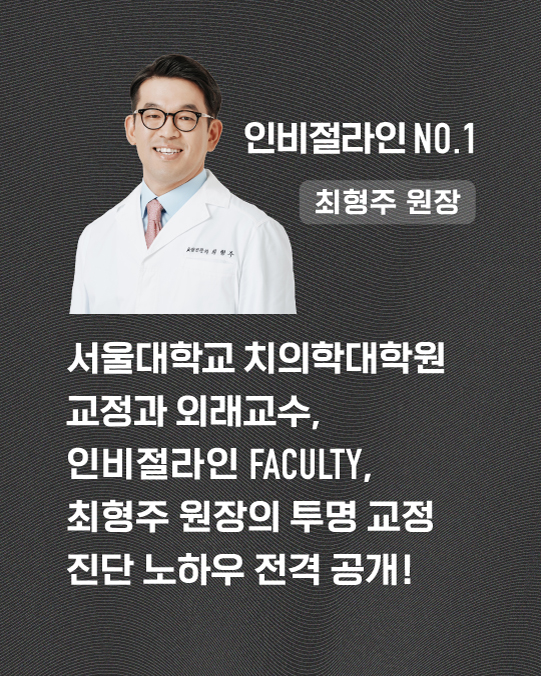 인비절라인 NO.1
최형주 원장
서울대학교 치의학대학원
교정과 외래교수,
인비절라인 FACULTY,
최형주 원장의 투명 교정
진단 노하우 전격 공개!